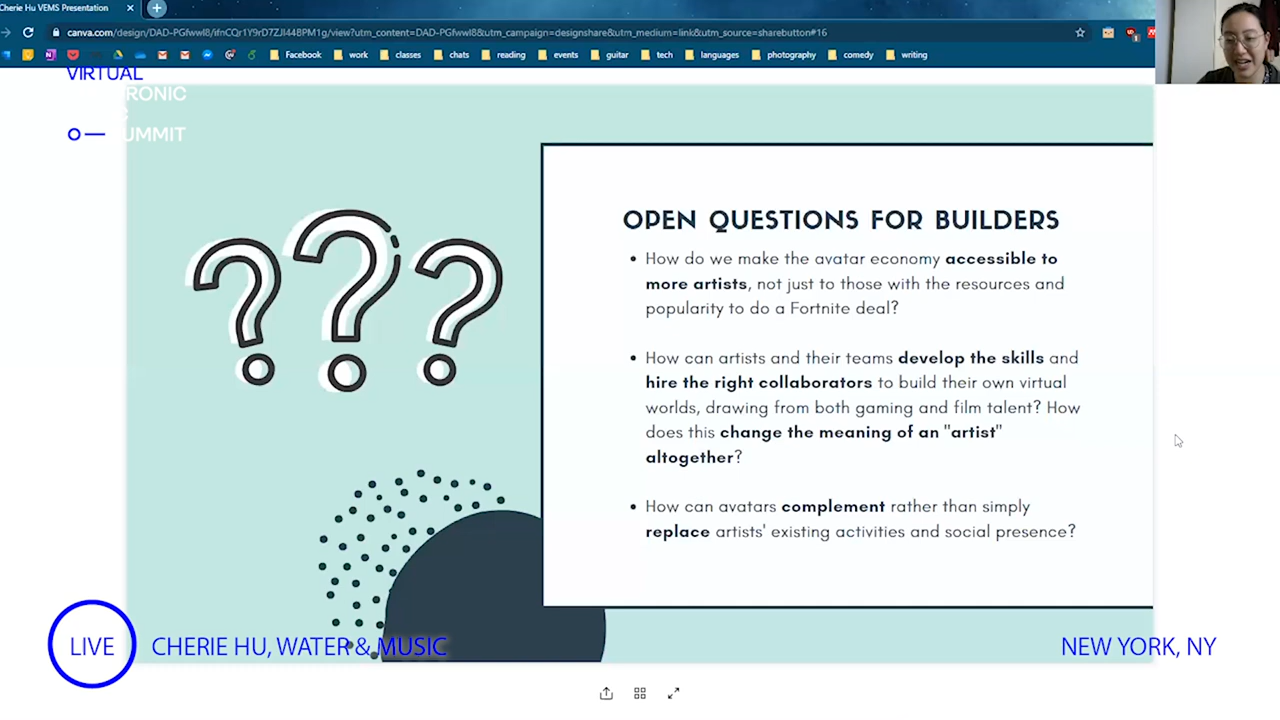 Cherie Hu VEMS Presentation
canva.com/design/DAD-PGfwwI8/ifnCQr1Y9rD7ZJI44BPM1g/view?utm_content=DAD-PGfwwI8&utm_campaign=designshare&utm_medium=link&utm_source=sharebutton#16
Facebook work classes chats reading events guitar tech languages photography comedy writing
VIRTUAL
RONIC
SUMMIT
OPEN QUESTIONS FOR BUILDERS
• How do we make the avatar economy accessible to
more artists, not just to those with the resources and
popularity to do a Fortnite deal?
• How can artists and their teams develop the skills and
hire the right collaborators to build their own virtual
worlds, drawing from both gaming and film talent? How
does this change the meaning of an "artist"
altogether?
• How can avatars complement rather than simply
replace artists' existing activities and social presence?
LIVE CHERIE HU, WATER & MUSIC
NEW YORK, NY